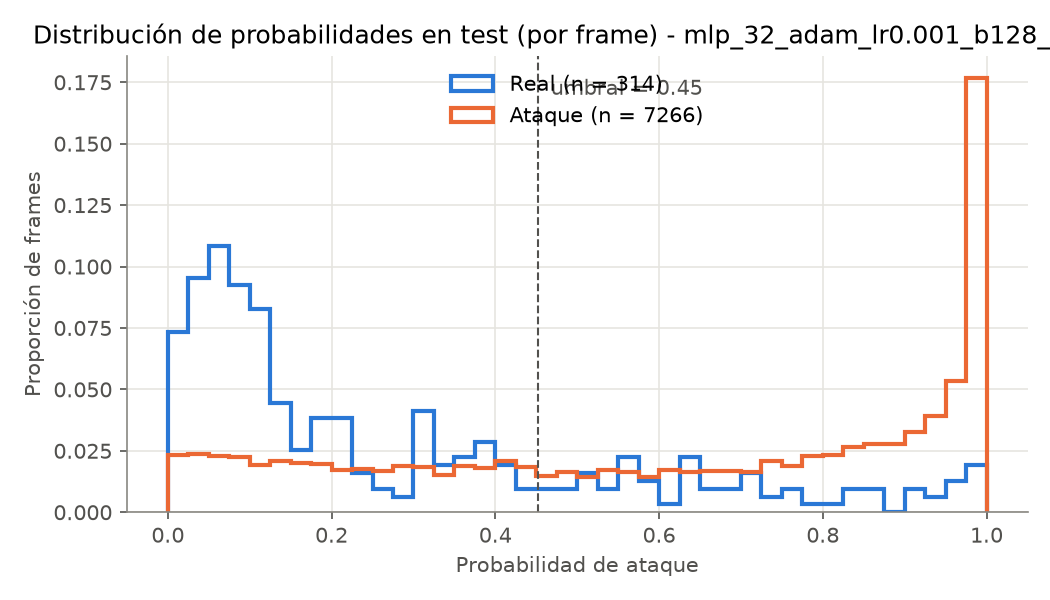 Distribución de probabilidades en test (por frame) - mlp_32_adam_lr0.001_b128_
Real (n = 314)
umbral = 0.45
Ataque (n = 7266)
Proporción de frames
0.175
0.150
0.125
0.100
0.075
0.050
0.025
0.000
0.0 0.2 0.4 0.6 0.8 1.0
Probabilidad de ataque